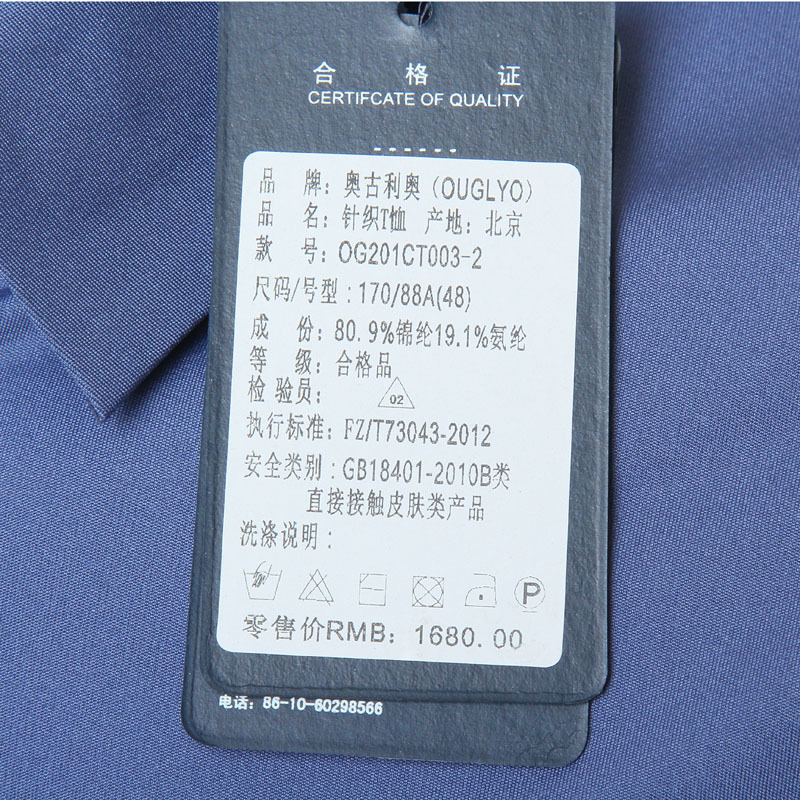 合格证
CERTIFCATE OF QUALITY
品 牌：奥古利奥（OUGLYO）
品 名：针织T恤 产地：北京
款 号：OG201CT003-2
尺码/号型：170/88A(48)
成 份：80.9%锦纶19.1%氨纶
等 级：合格品
检 验员：
02
执行标准：FZ/T73043-2012
安全类别：GB18401-2010B类
直接接触皮肤类产品
洗涤说明：
P
零售价RMB：1680.00
电话：86-10-60298566